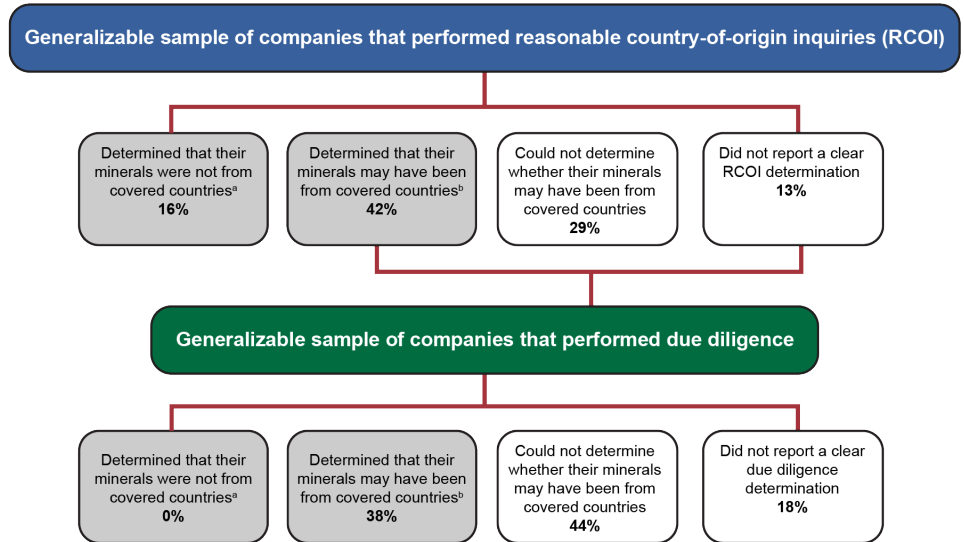 Generalizable sample of companies that performed reasonable country-of-origin inquiries (RCOI)
Determined that their
minerals were not from
covered countriesᵃ
16%
Determined that their
minerals may have been
from covered countriesᵇ
42%
Could not determine
whether their minerals
may have been from
covered countries
29%
Did not report a clear
RCOI determination
13%
Generalizable sample of companies that performed due diligence
Determined that their
minerals were not from
covered countriesᵃ
0%
Determined that their
minerals may have been
from covered countriesᵇ
38%
Could not determine
whether their minerals
may have been from
covered countries
44%
Did not report a clear
due diligence
determination
18%